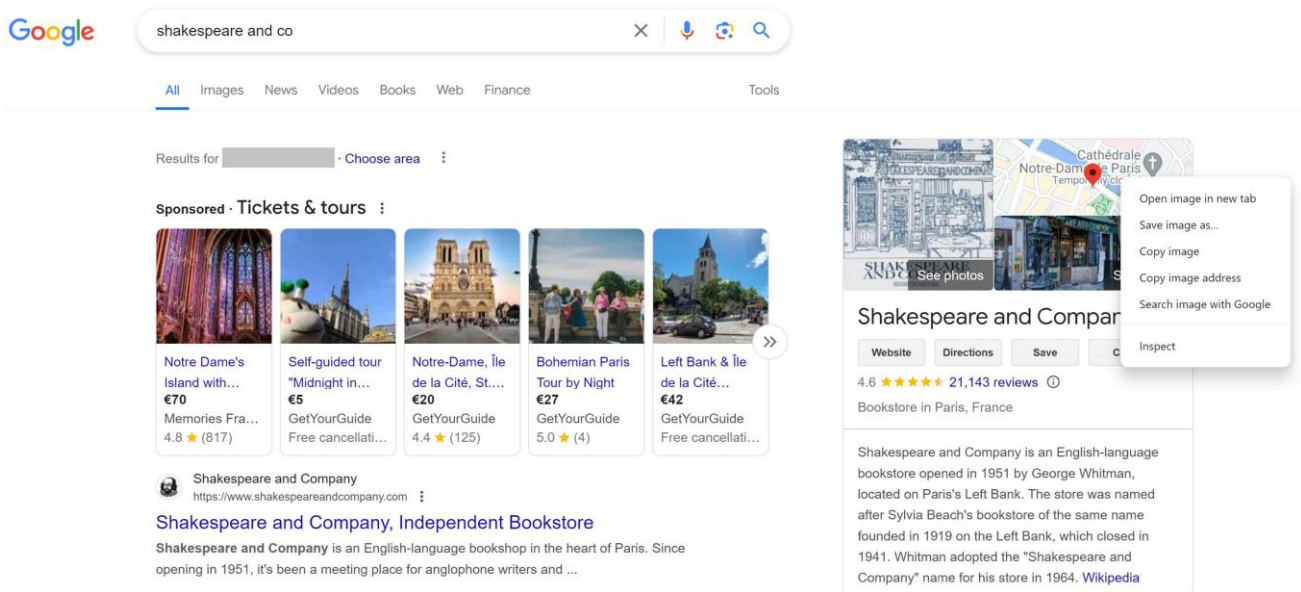 Google
shakespeare and co
All Images News Videos Books Web Finance Tools
Results for · Choose area
Sponsored · Tickets & tours
Notre Dame's
Island with...
€70
Memories Fra...
4.8 ★ (817)
Self-guided tour
"Midnight in...
€5
GetYourGuide
Free cancellati...
Notre-Dame, Île
de la Cité, St....
€20
GetYourGuide
4.4 ★ (125)
Bohemian Paris
Tour by Night
€27
GetYourGuide
5.0 ★ (4)
Left Bank & Île
de la Cité...
€42
GetYourGuide
Free cancellati...
Shakespeare and Company
https://www.shakespeareandcompany.com
Shakespeare and Company, Independent Bookstore
Shakespeare and Company is an English-language bookshop in the heart of Paris. Since
opening in 1951, it's been a meeting place for anglophone writers and ...
Cathédrale
Notre-Dame Paris
See photos
Open image in new tab
Save image as...
Copy image
Copy image address
Search image with Google
Inspect
Shakespeare and Compan
Website Directions Save
4.6 ★★★★★ 21,143 reviews
Bookstore in Paris, France
Shakespeare and Company is an English-language
bookstore opened in 1951 by George Whitman,
located on Paris's Left Bank. The store was named
after Sylvia Beach's bookstore of the same name
founded in 1919 on the Left Bank, which closed in
1941. Whitman adopted the "Shakespeare and
Company" name for his store in 1964. Wikipedia